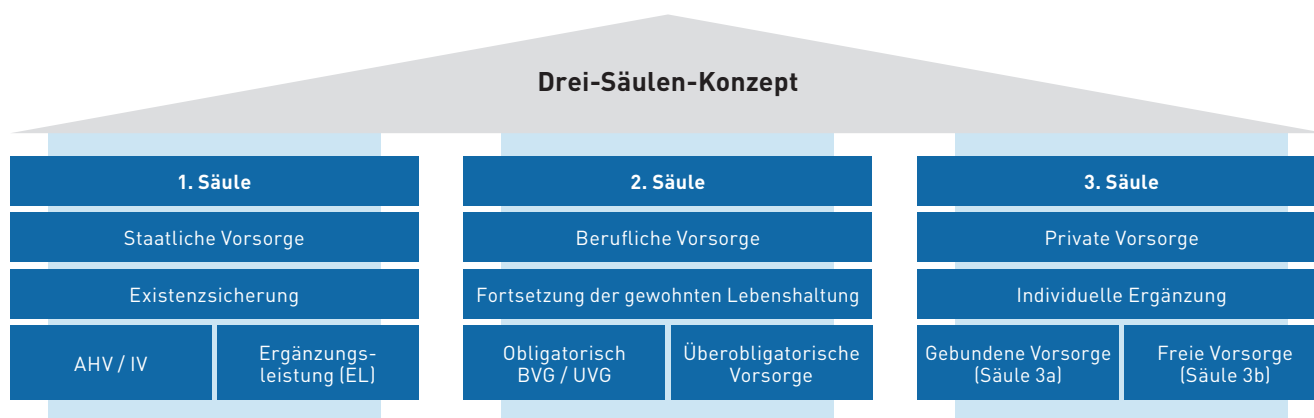 Drei-Säulen-Konzept
1. Säule
Staatliche Vorsorge
Existenzsicherung
AHV / IV
Ergänzungs-
leistung (EL)
2. Säule
Berufliche Vorsorge
Fortsetzung der gewohnten Lebenshaltung
Obligatorisch
BVG / UVG
Überobligatorische
Vorsorge
3. Säule
Private Vorsorge
Individuelle Ergänzung
Gebundene Vorsorge
(Säule 3a)
Freie Vorsorge
(Säule 3b)